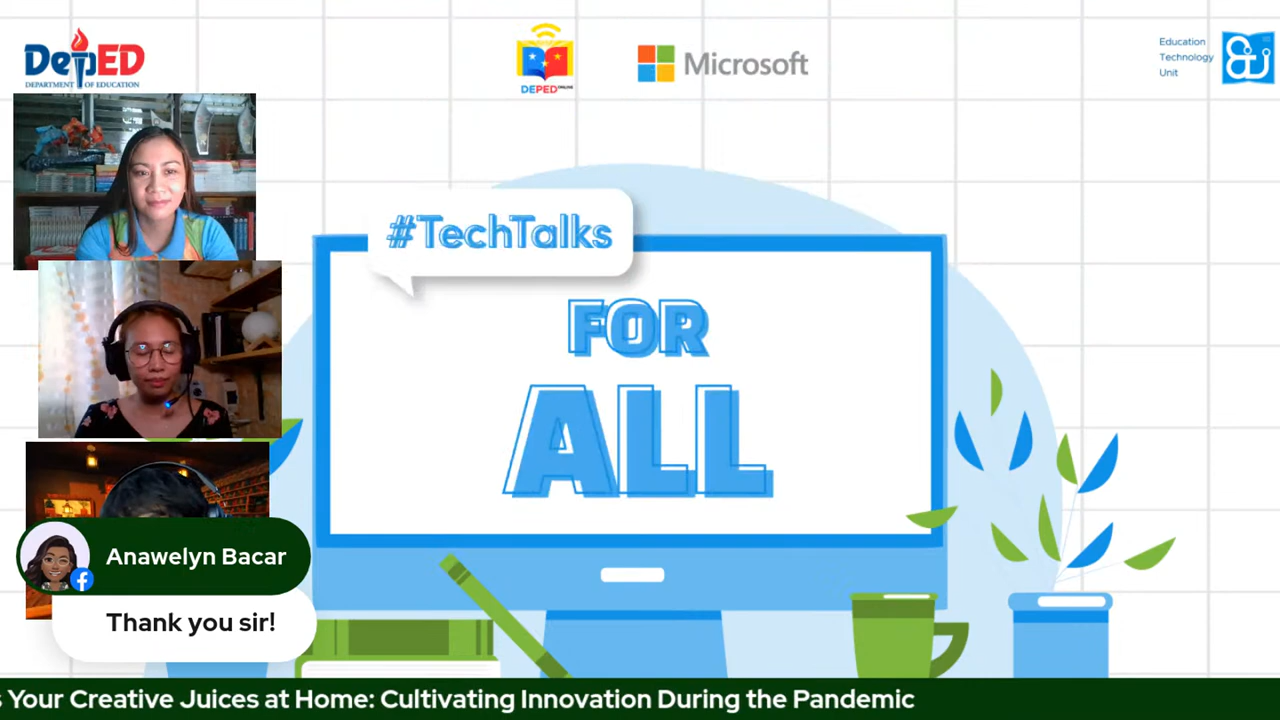 DepED
DEPARTMENT OF EDUCATION
DEPED ONLINE
Microsoft
Education
Technology
Unit
#TechTalks
FOR
ALL
Anawelyn Bacar
Thank you sir!
s Your Creative Juices at Home: Cultivating Innovation During the Pandemic